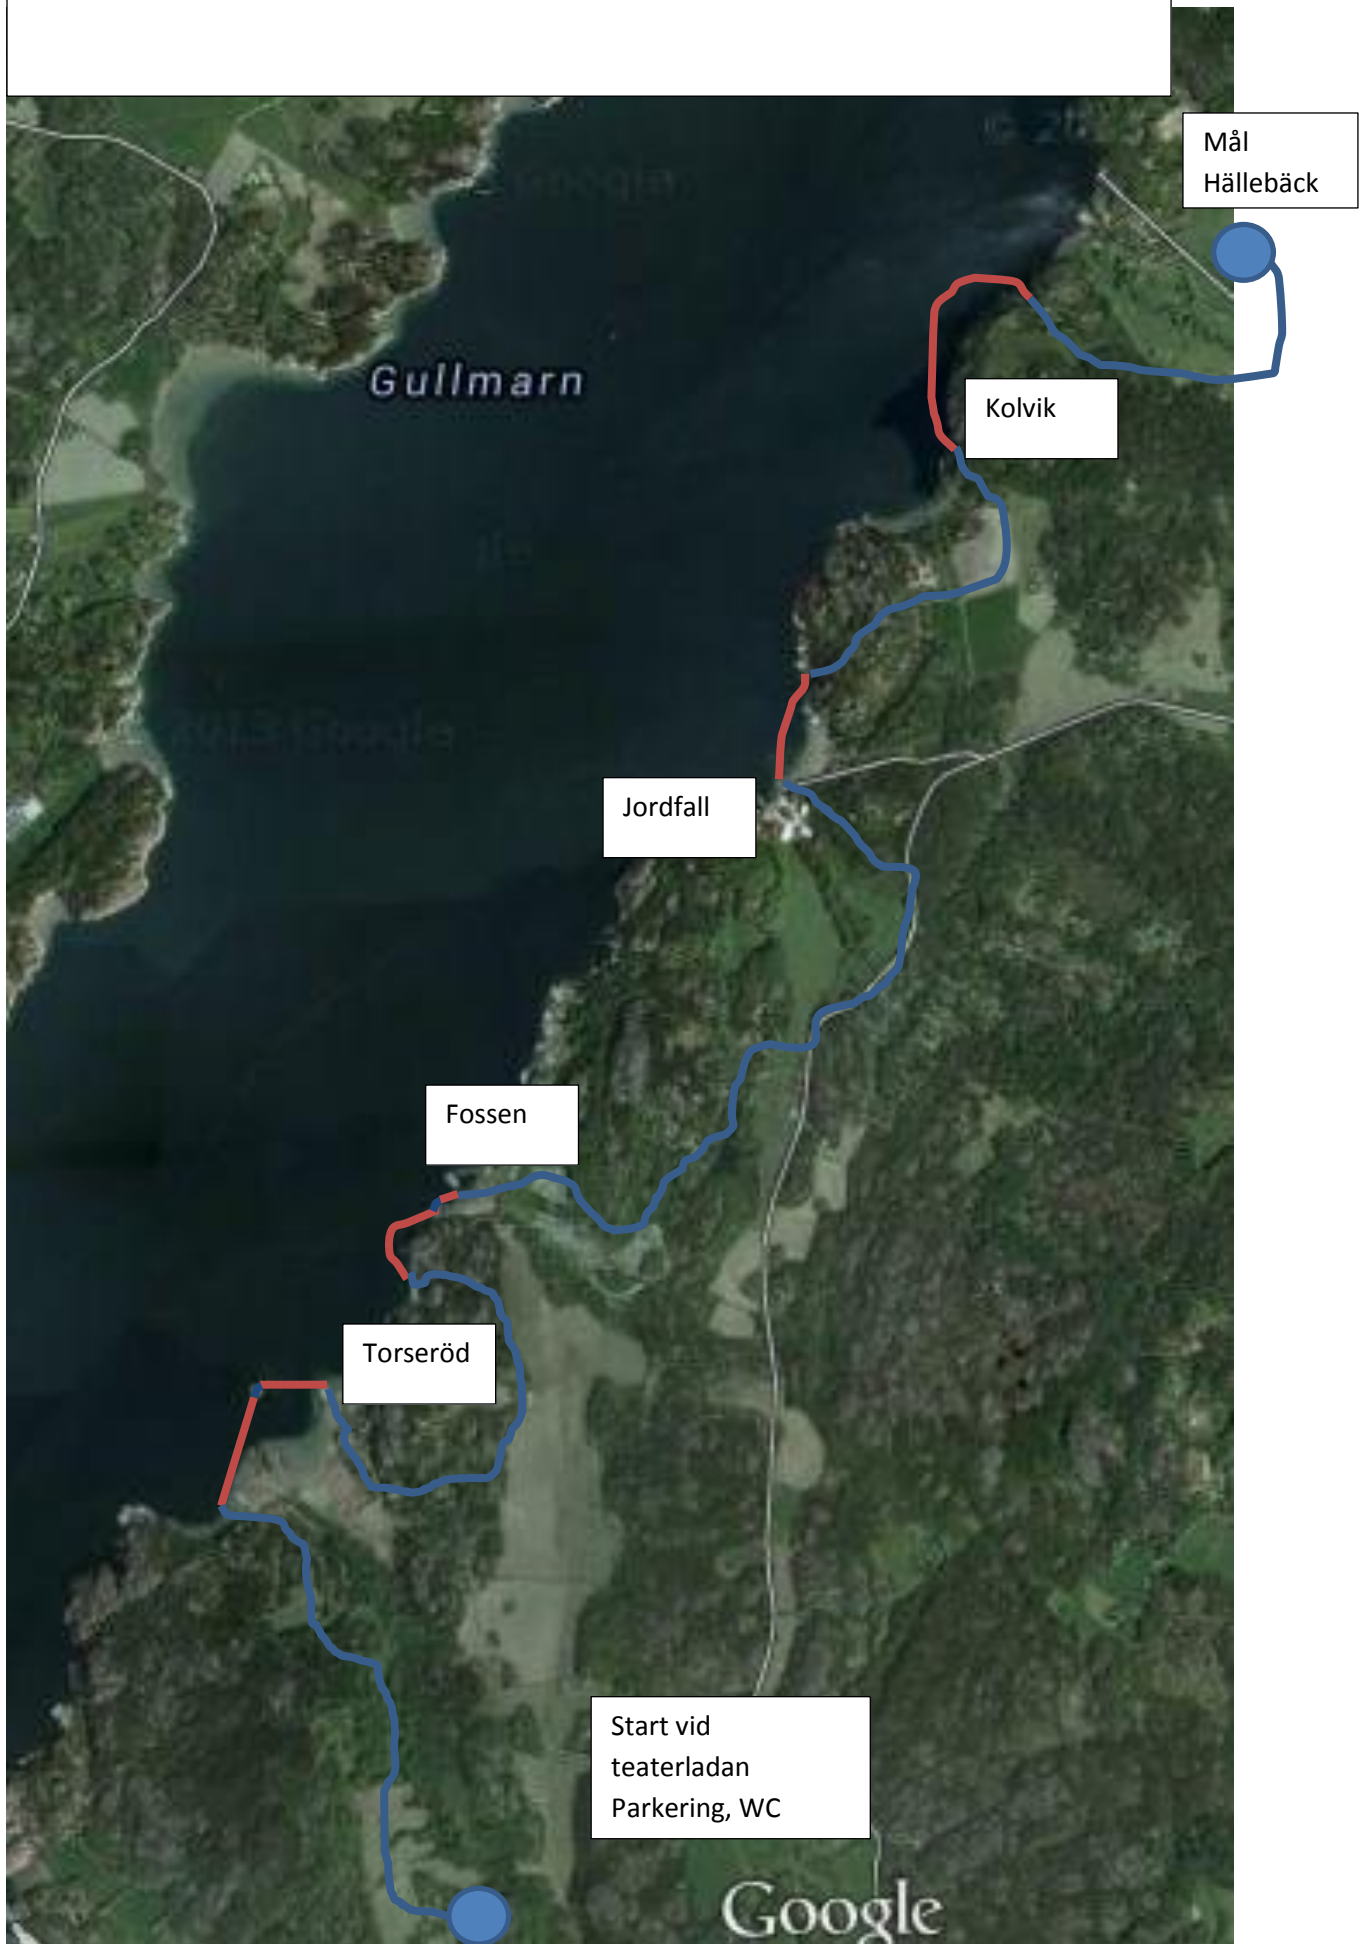 Mål
Hällebäck
Gullmarn
Kolvik
Jordfall
Fossen
Torseröd
Start vid
teaterladan
Parkering, WC
Google